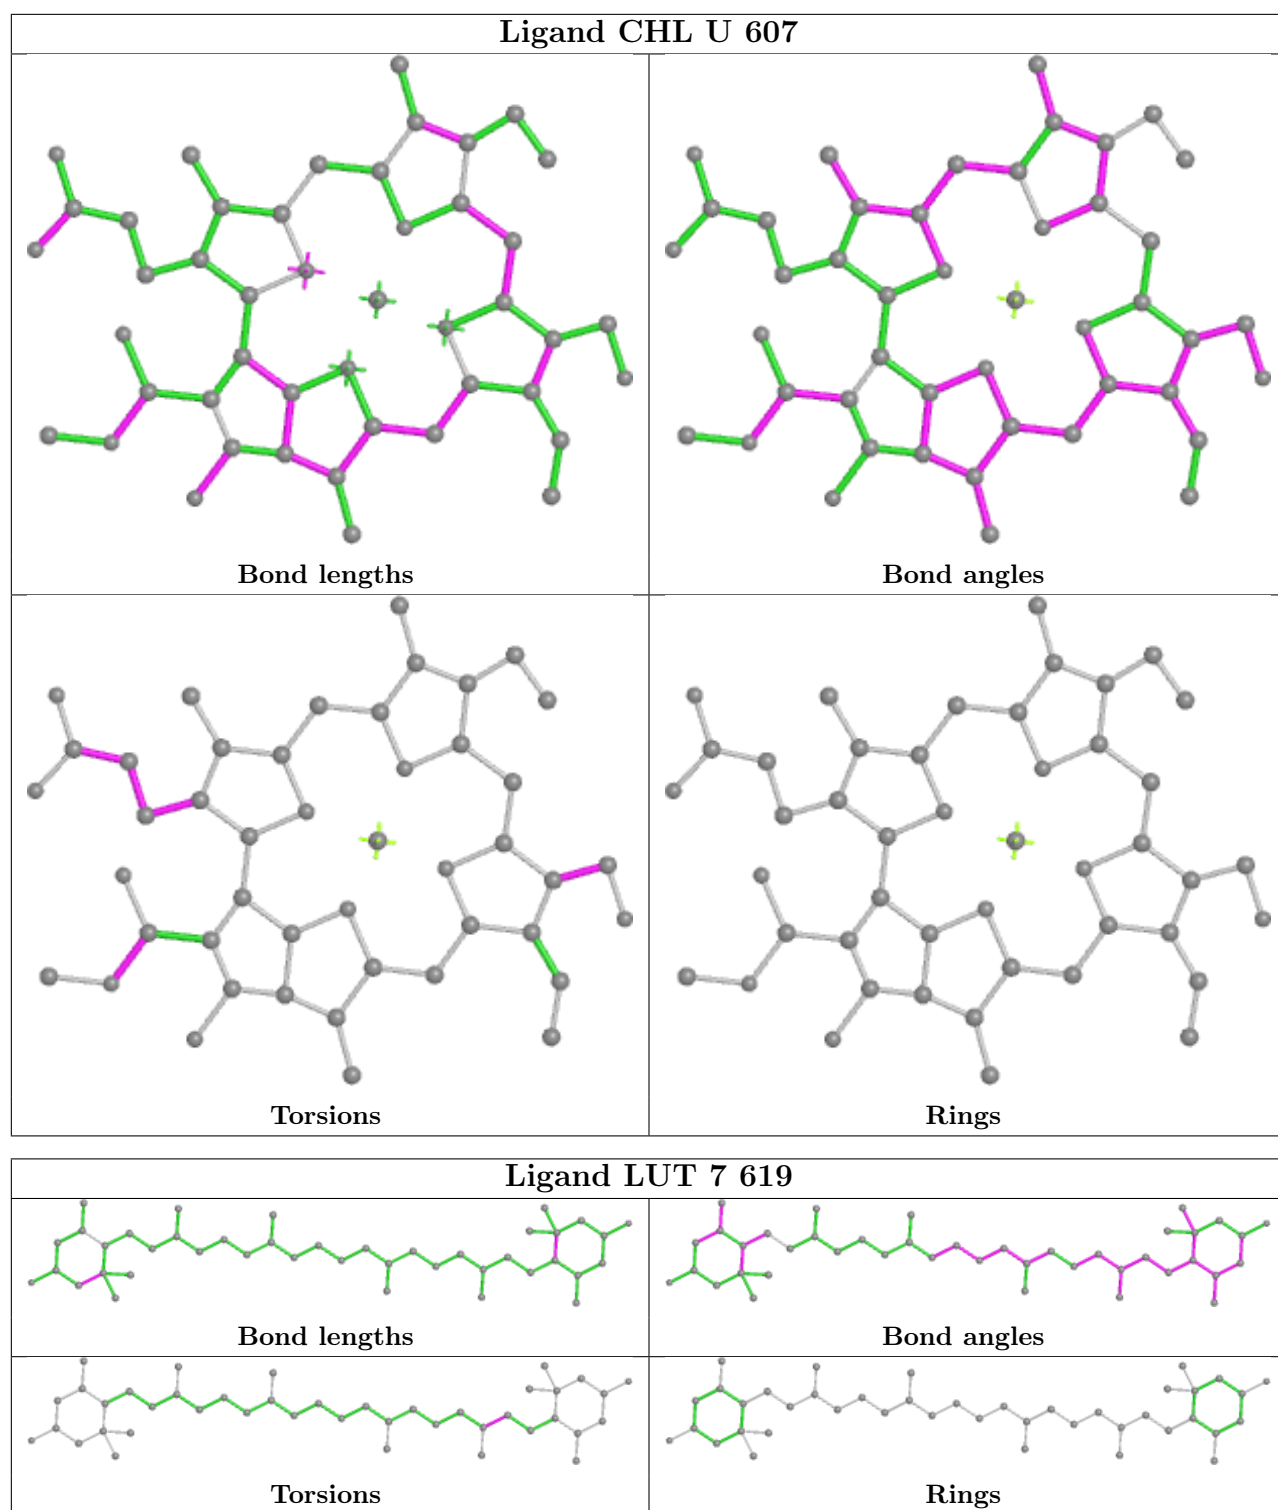 Ligand CHL U 607
Bond lengths
Bond angles
Torsions
Rings
Ligand LUT 7 619
Bond lengths
Bond angles
Torsions
Rings